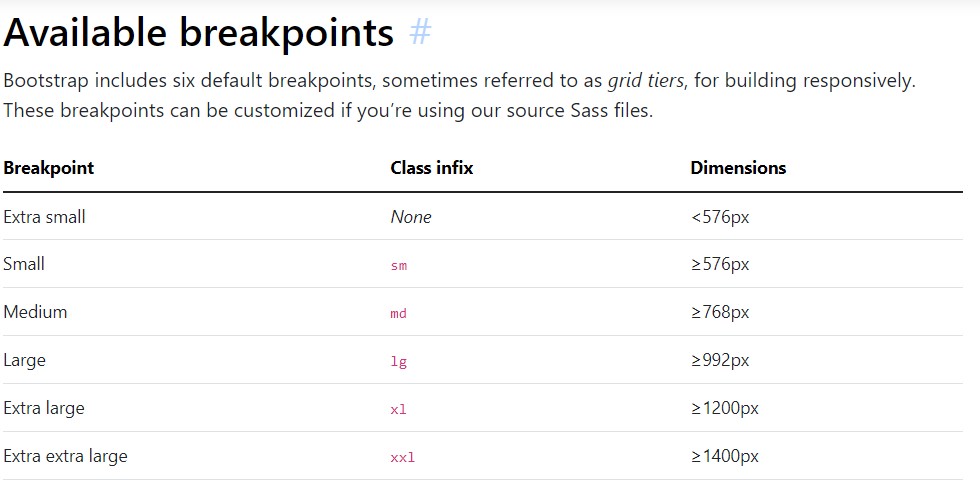 Available breakpoints #
Bootstrap includes six default breakpoints, sometimes referred to as grid tiers, for building responsively.
These breakpoints can be customized if you’re using our source Sass files.
Breakpoint Class infix Dimensions
Extra small None <576px
Small sm ≥576px
Medium md ≥768px
Large lg ≥992px
Extra large xl ≥1200px
Extra extra large xxl ≥1400px